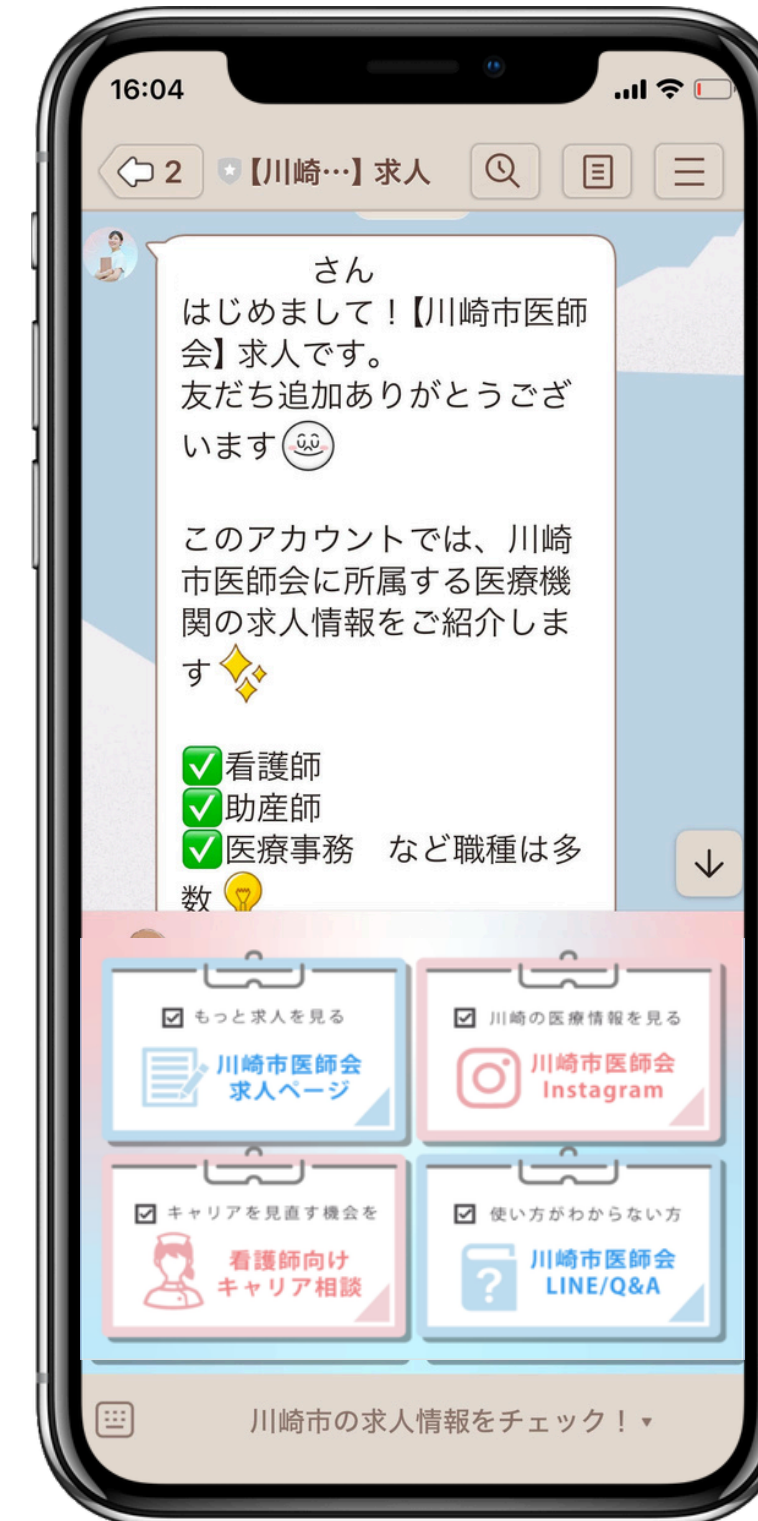 16:04
2 【川崎…】求人
さん
はじめまして！【川崎市医師
会】求人です。
友だち追加ありがとうござ
います
このアカウントでは、川崎
市医師会に所属する医療機
関の求人情報をご紹介しま
す
✅看護師
✅助産師
✅医療事務　など職種は多
数
もっと求人を見る
川崎市医師会
求人ページ
川崎の医療情報を見る
川崎市医師会
Instagram
キャリアを見直す機会を
看護師向け
キャリア相談
使い方がわからない方
川崎市医師会
LINE/Q&A
川崎市の求人情報をチェック！▾